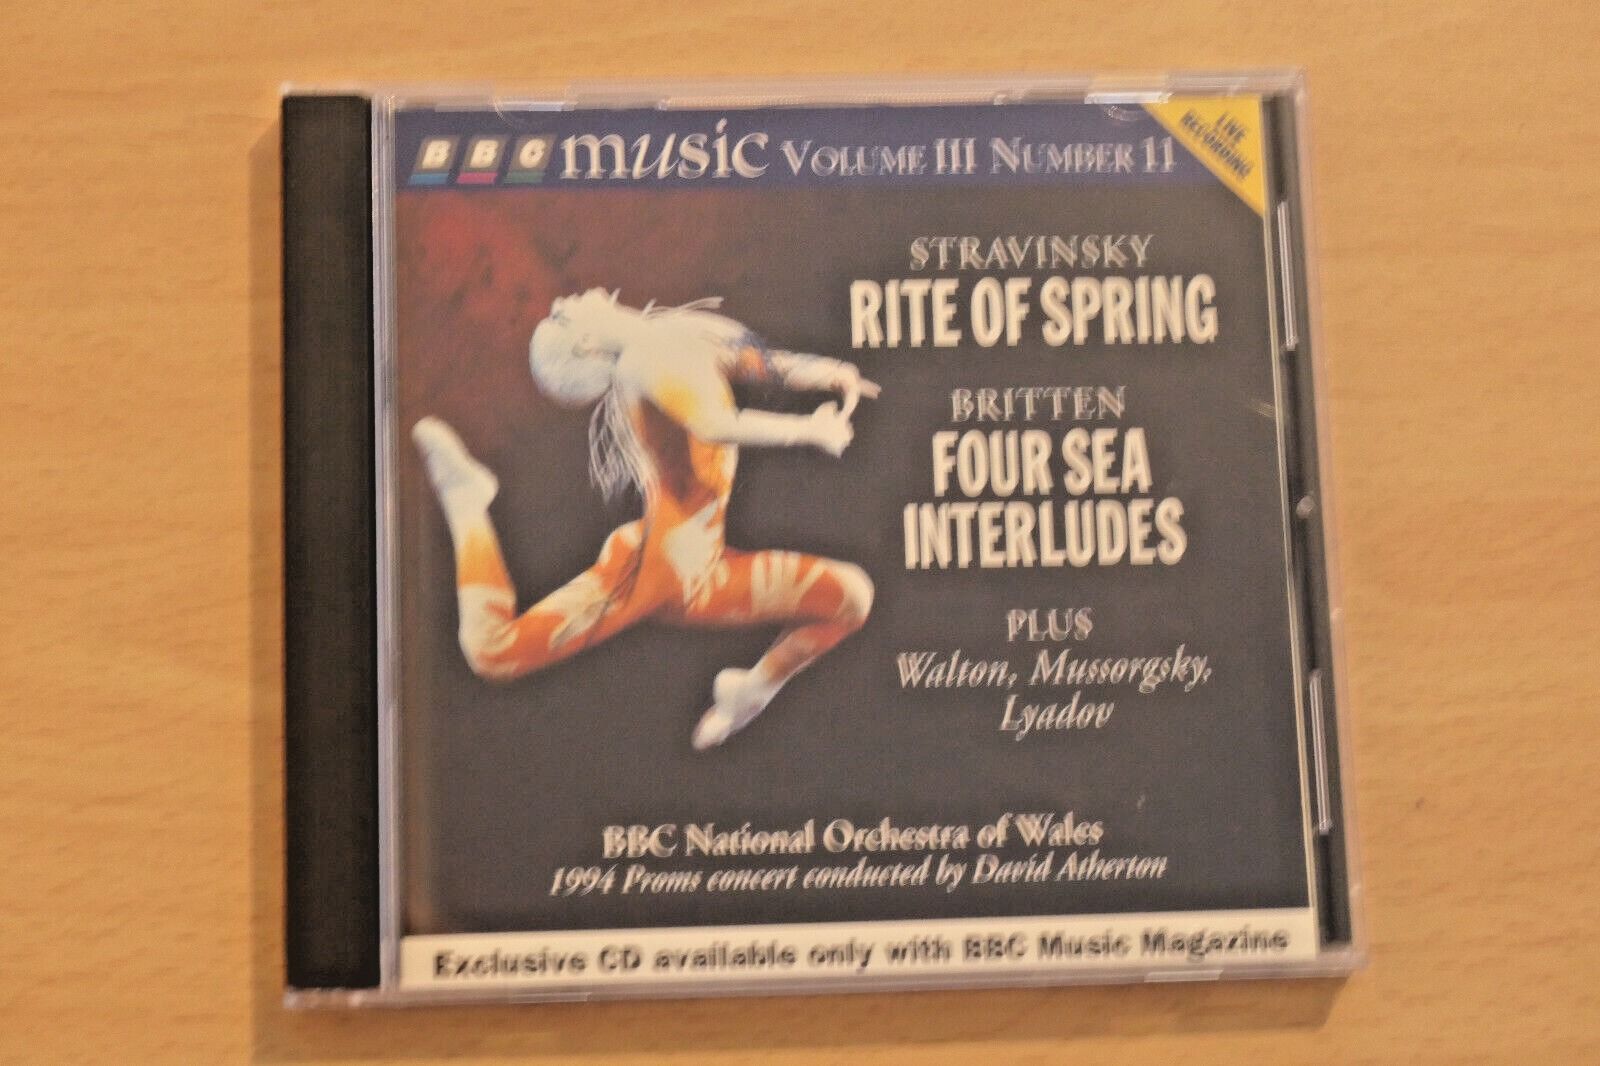 BBC music VOLUME III NUMBER 11
LIVE
RECORDING
STRAVINSKY
RITE OF SPRING
BRITTEN
FOUR SEA
INTERLUDES
PLUS
Walton, Mussorgsky,
Lyadov
BBC National Orchestra of Wales
1994 Proms concert conducted by David Atherton
Exclusive CD available only with BBC Music Magazine